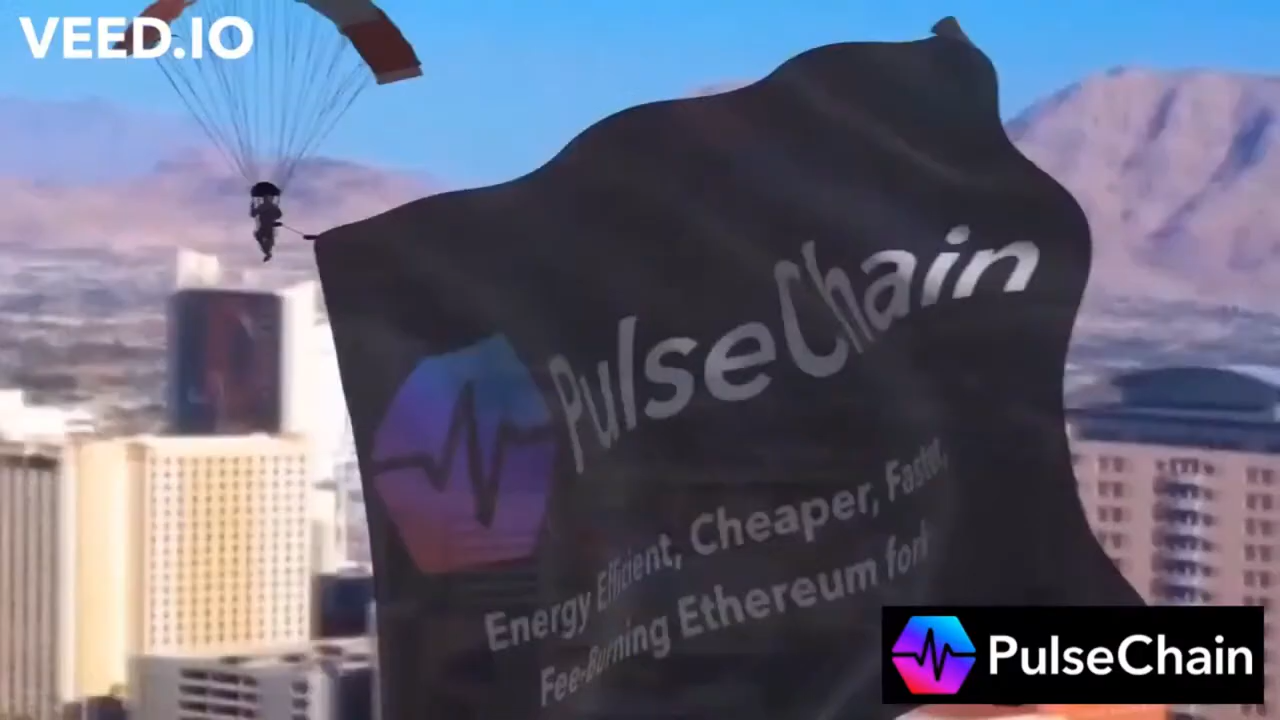 VEED.IO
PulseChain
Energy Efficient, Cheaper, Faster,
Fee-Burning Ethereum fork
PulseChain